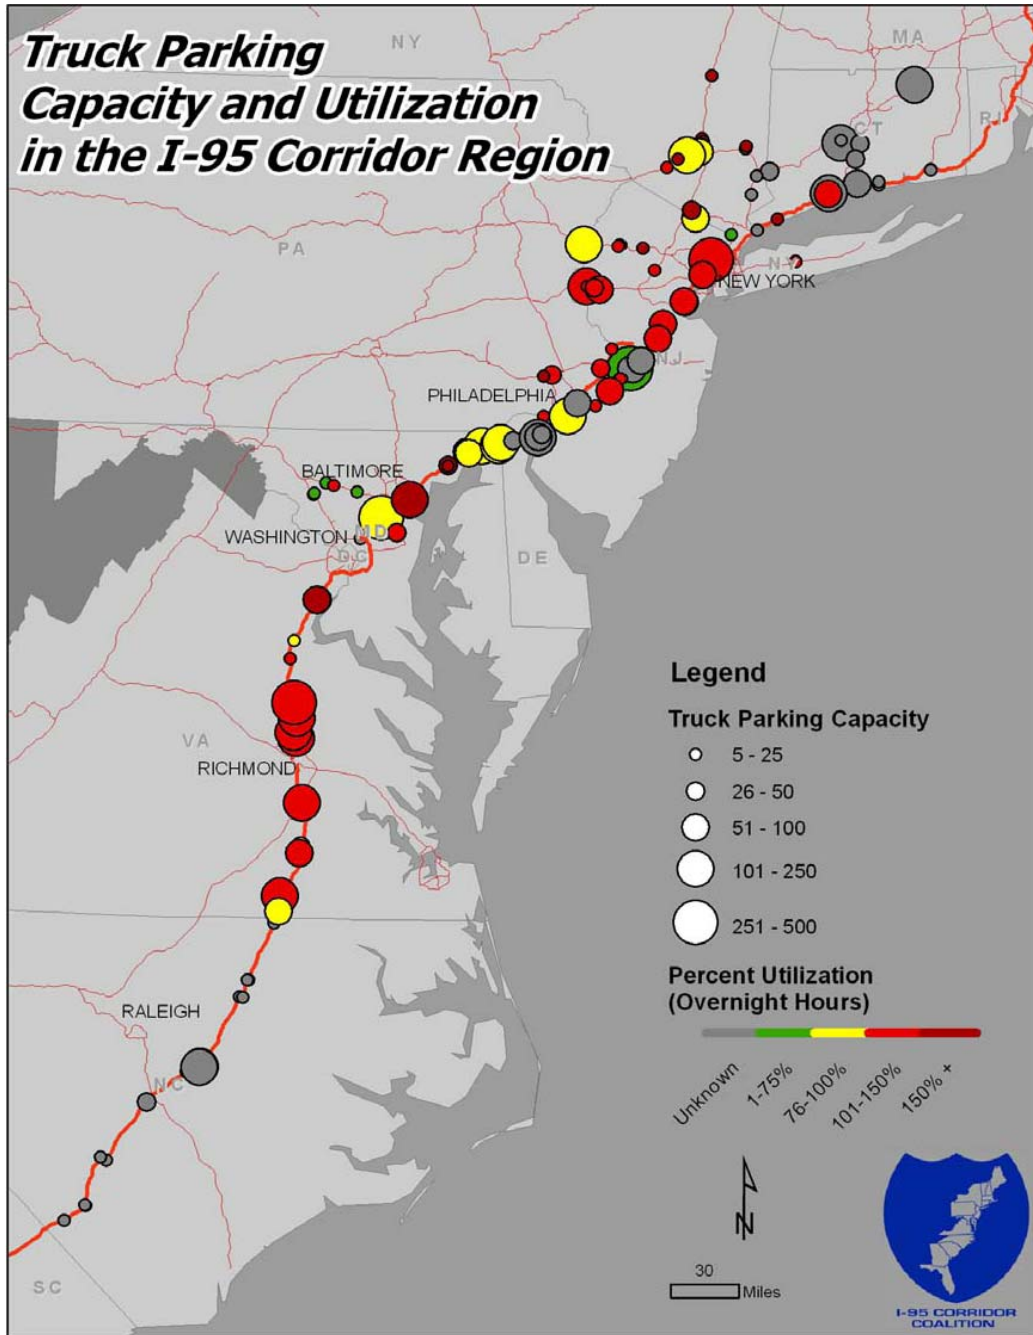 Truck Parking
Capacity and Utilization
in the I-95 Corridor Region
NY
MA
CT
RI
PA
NY
NEW YORK
NJ
PHILADELPHIA
BALTIMORE
WASHINGTON
MD
DC
DE
VA
RICHMOND
RALEIGH
NC
SC
Legend
Truck Parking Capacity
5 - 25
26 - 50
51 - 100
101 - 250
251 - 500
Percent Utilization
(Overnight Hours)
Unknown
1-75%
76-100%
101-150%
150% +
N
30
Miles
I-95 CORRIDOR
COALITION